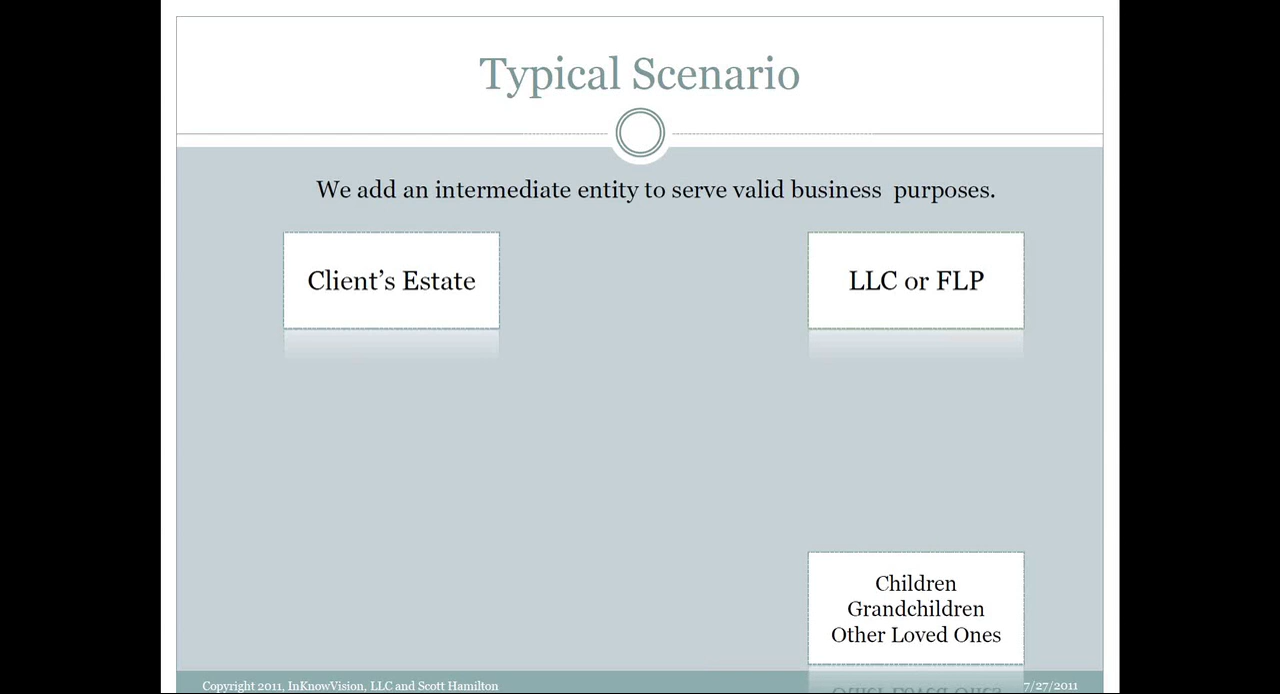 Typical Scenario
We add an intermediate entity to serve valid business  purposes.
Client’s Estate
LLC or FLP
Children
Grandchildren
Other Loved Ones
Copyright 2011, InKnowVision, LLC and Scott Hamilton
7/27/2011